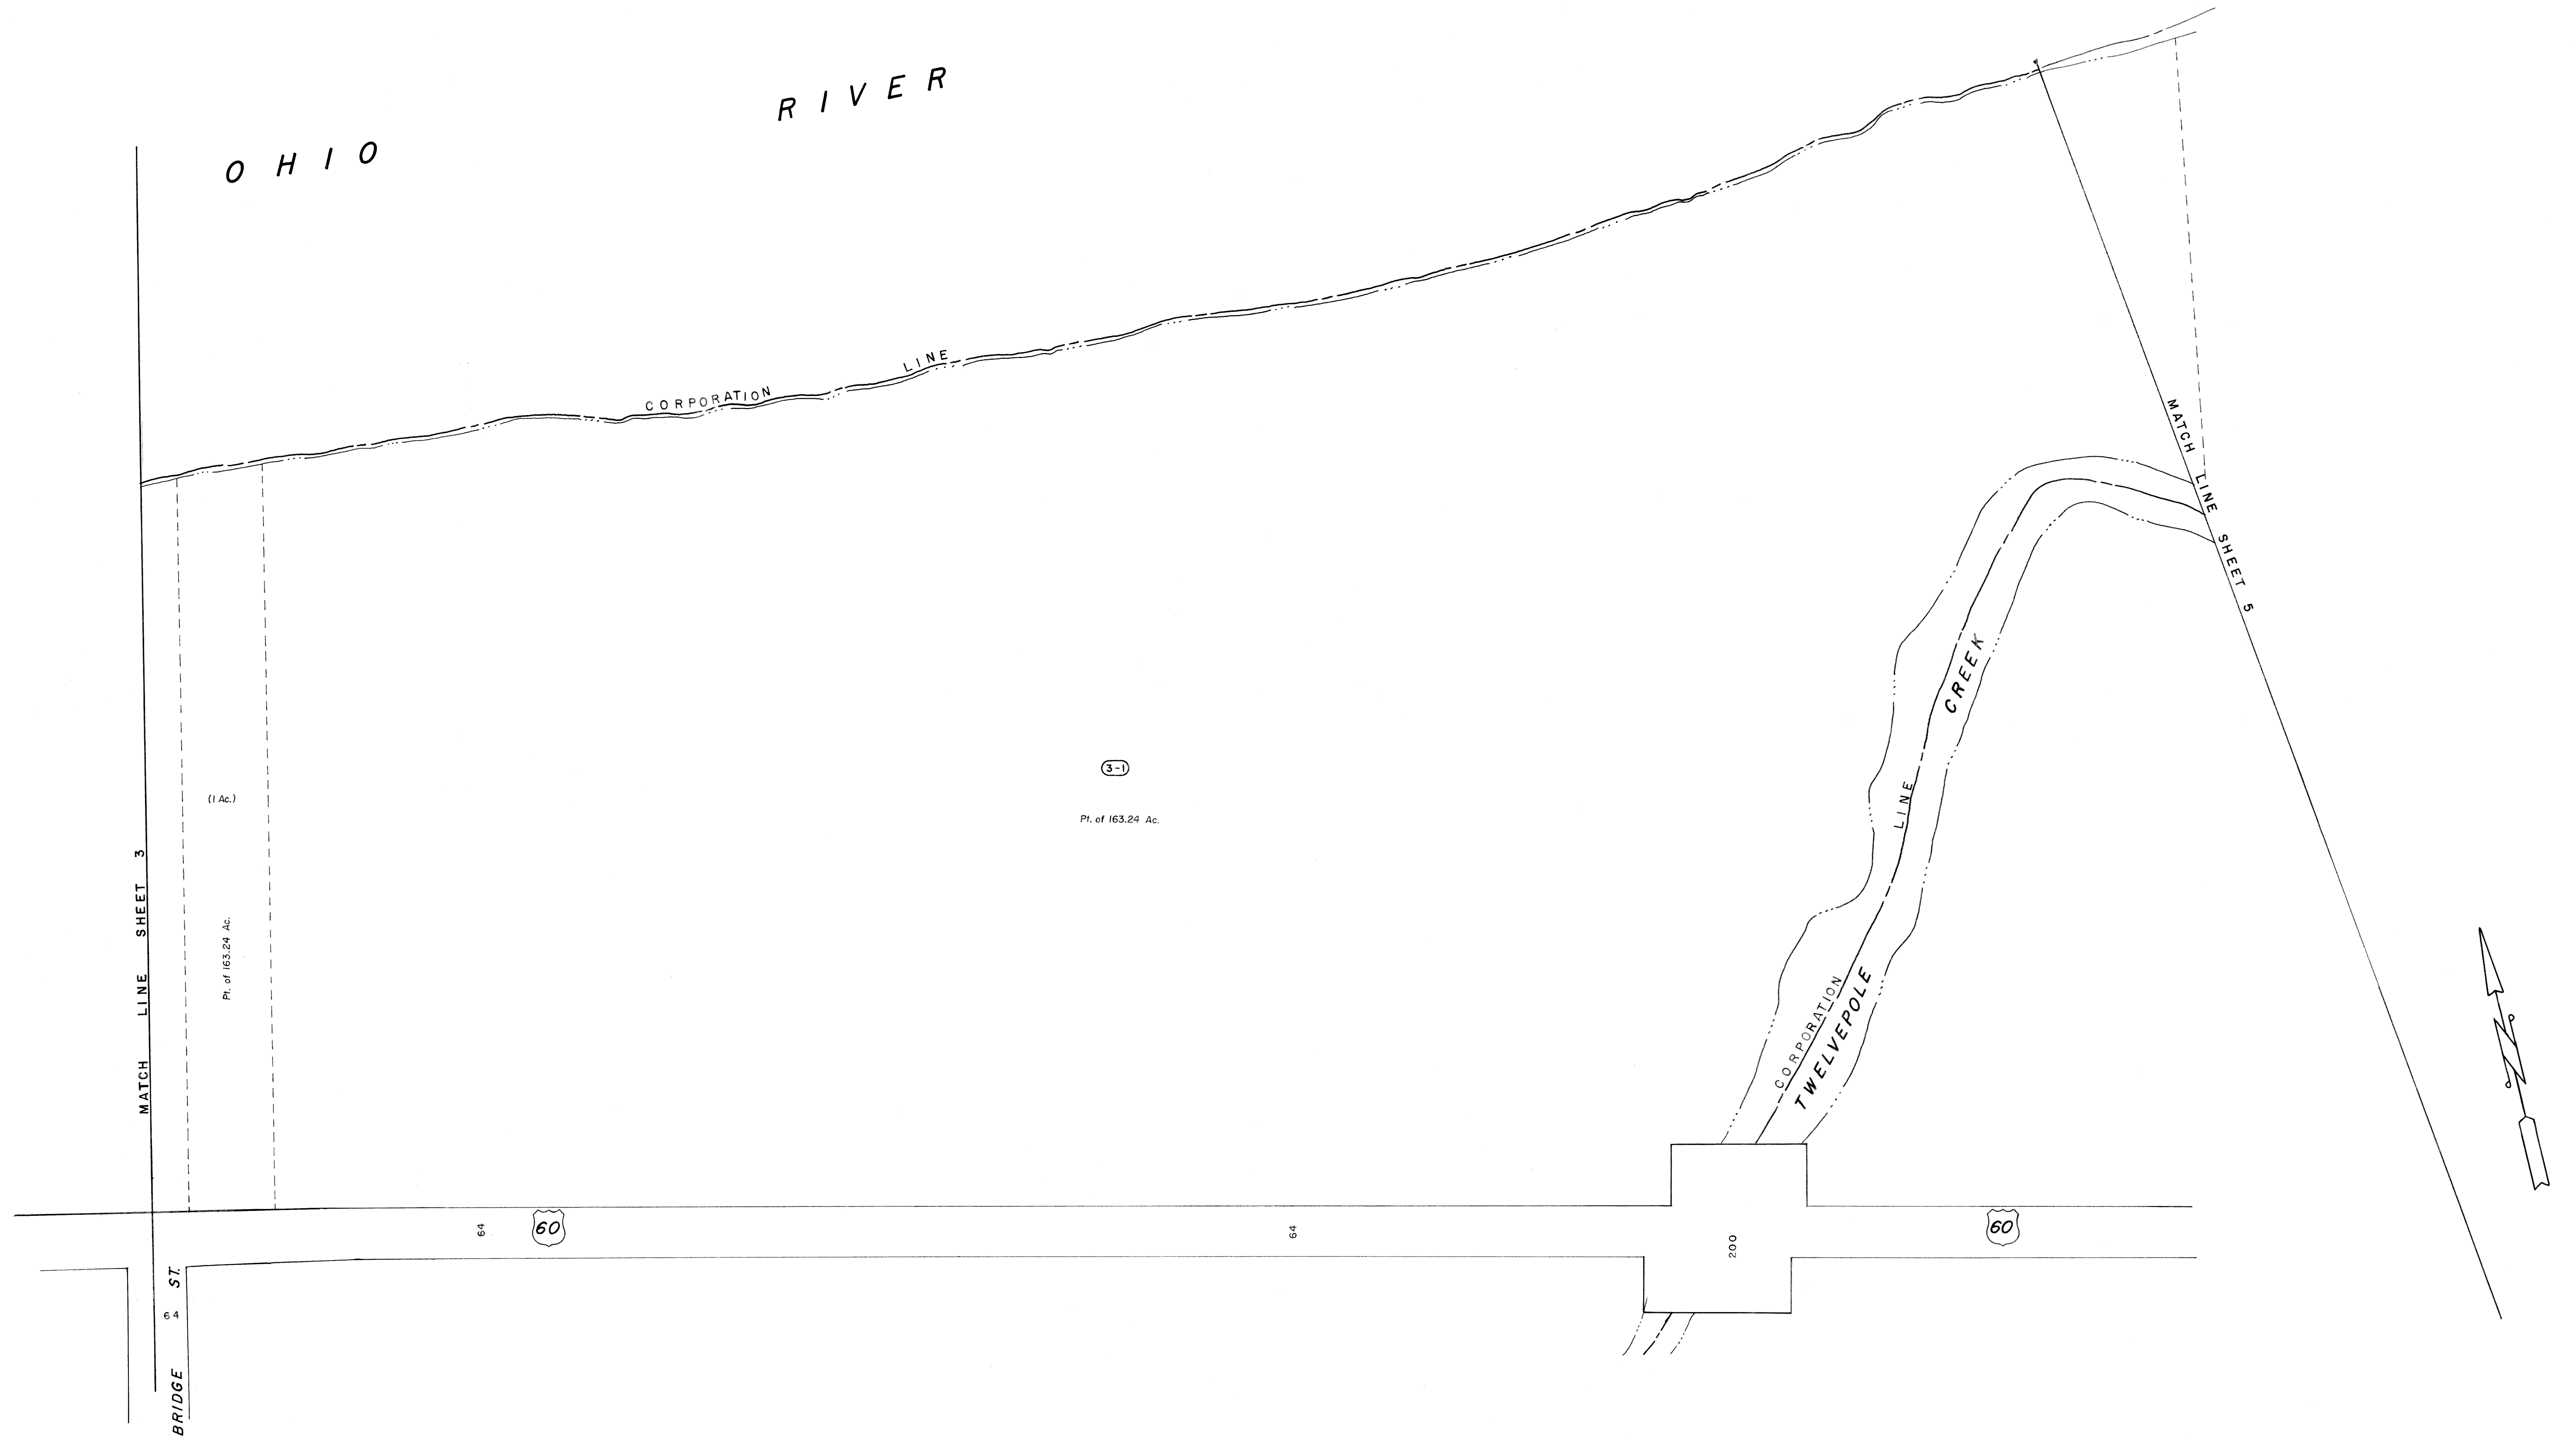 OHIO RIVER
CORPORATION LINE
MATCH LINE SHEET 5
CREEK
3-1
Pt. of 163.24 Ac.
(1 Ac.)
LINE
MATCH LINE SHEET 3
Pt. of 163.24 Ac.
CORPORATION
TWELVEPOLE
N
64
60
64
200
60
BRIDGE ST.
64